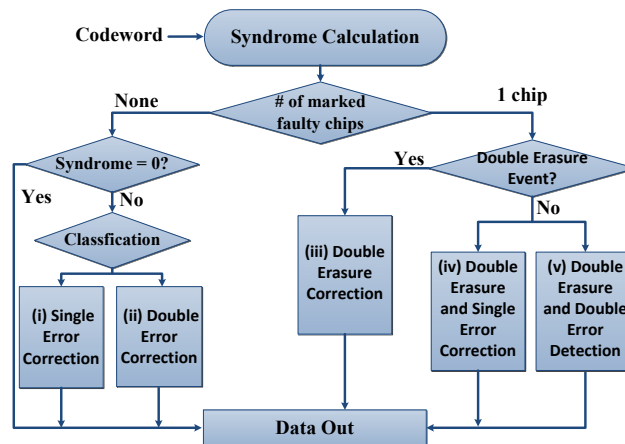 Codeword
Syndrome Calculation
None
# of marked
faulty chips
1 chip
Syndrome = 0?
Yes
Double Erasure
Event?
Yes
No
No
Classfication
(i) Single
Error
Correction
(ii) Double
Error
Correction
(iii) Double
Erasure
Correction
(iv) Double
Erasure
and Single
Error
Correction
(v) Double
Erasure
and Double
Error
Detection
Data Out